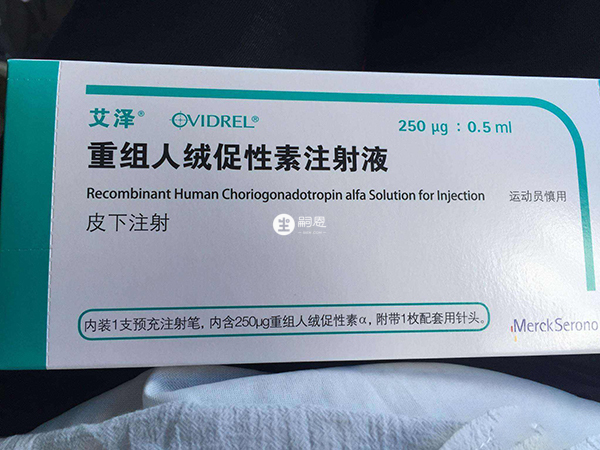 艾泽® OVIDREL®
250 µg : 0.5 ml
重组人绒促性素注射液
Recombinant Human Choriogonadotropin alfa Solution for Injection
运动员慎用
皮下注射
嗣恩
内装1支预充注射笔，内含250µg重组人绒促性素α，附带1枚配套用针头。
MerckSerono